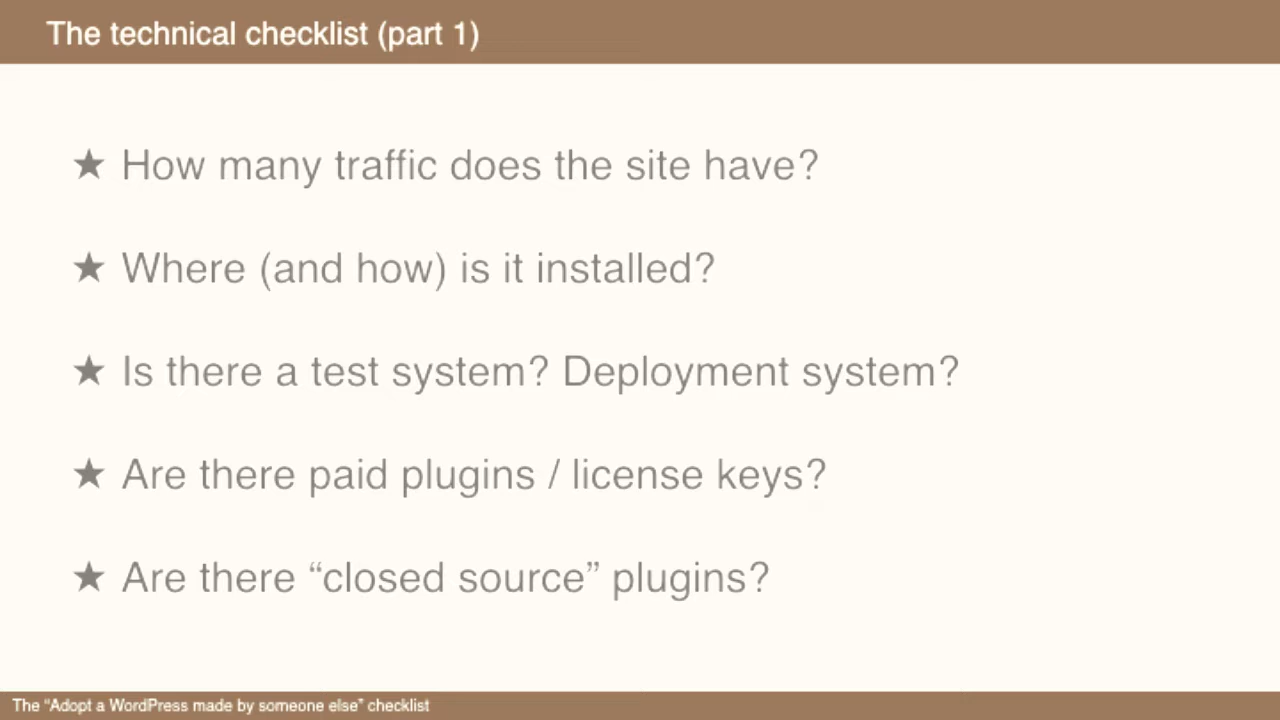 The technical checklist (part 1)
★ How many traffic does the site have?
★ Where (and how) is it installed?
★ Is there a test system? Deployment system?
★ Are there paid plugins / license keys?
★ Are there “closed source” plugins?
The “Adopt a WordPress made by someone else” checklist